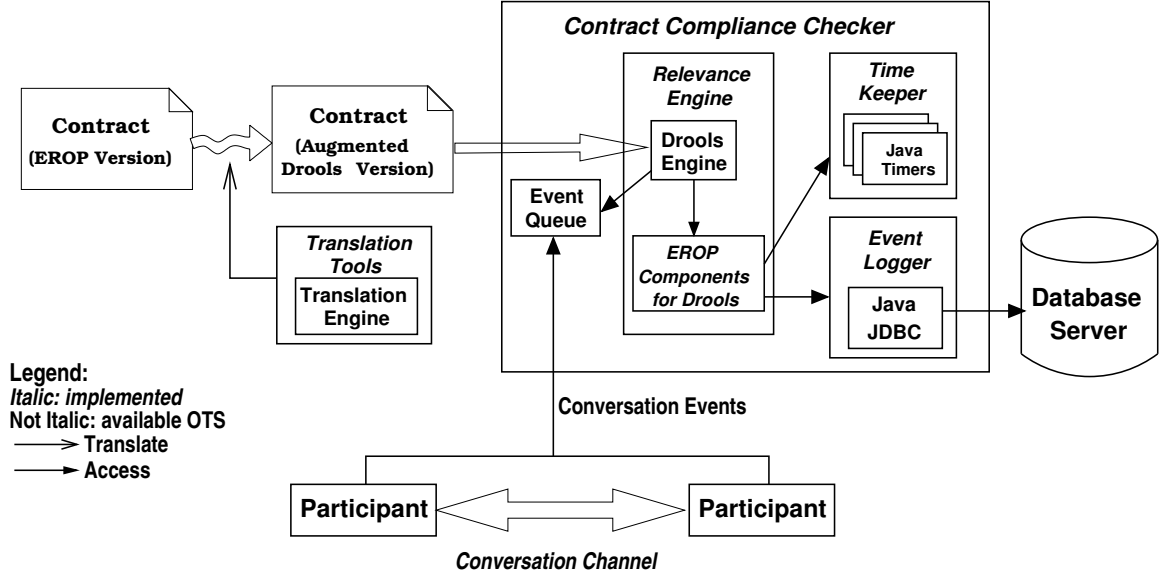 Contract Compliance Checker
Contract
(EROP Version)
Contract
(Augmented
Drools Version)
Relevance
Engine
Drools
Engine
Event
Queue
EROP
Components
for Drools
Time
Keeper
Java
Timers
Event
Logger
Java
JDBC
Database
Server
Translation
Tools
Translation
Engine
Legend:
Italic: implemented
Not Italic: available OTS
Translate
Access
Conversation Events
Participant
Participant
Conversation Channel